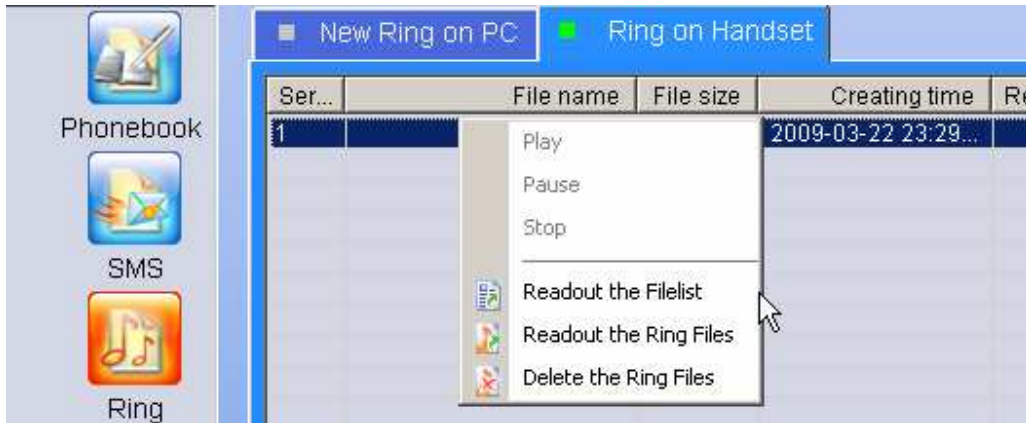 New Ring on PC
Ring on Handset
Ser...
File name
File size
Creating time
Phonebook
1
2009-03-22 23:29...
Play
Pause
Stop
SMS
Readout the Filelist
Readout the Ring Files
Delete the Ring Files
Ring